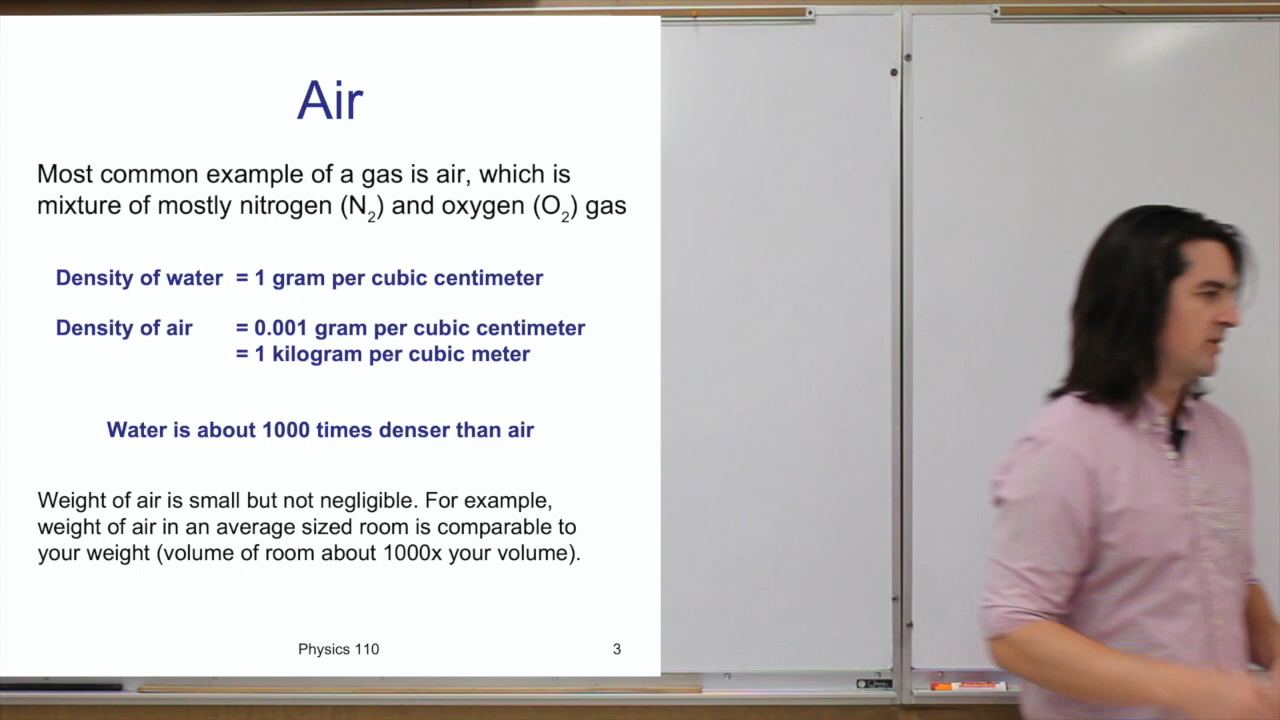 Air
Most common example of a gas is air, which is
mixture of mostly nitrogen (N2) and oxygen (O2) gas
Density of water = 1 gram per cubic centimeter
Density of air = 0.001 gram per cubic centimeter
= 1 kilogram per cubic meter
Water is about 1000 times denser than air
Weight of air is small but not negligible. For example,
weight of air in an average sized room is comparable to
your weight (volume of room about 1000x your volume).
Physics 110 3